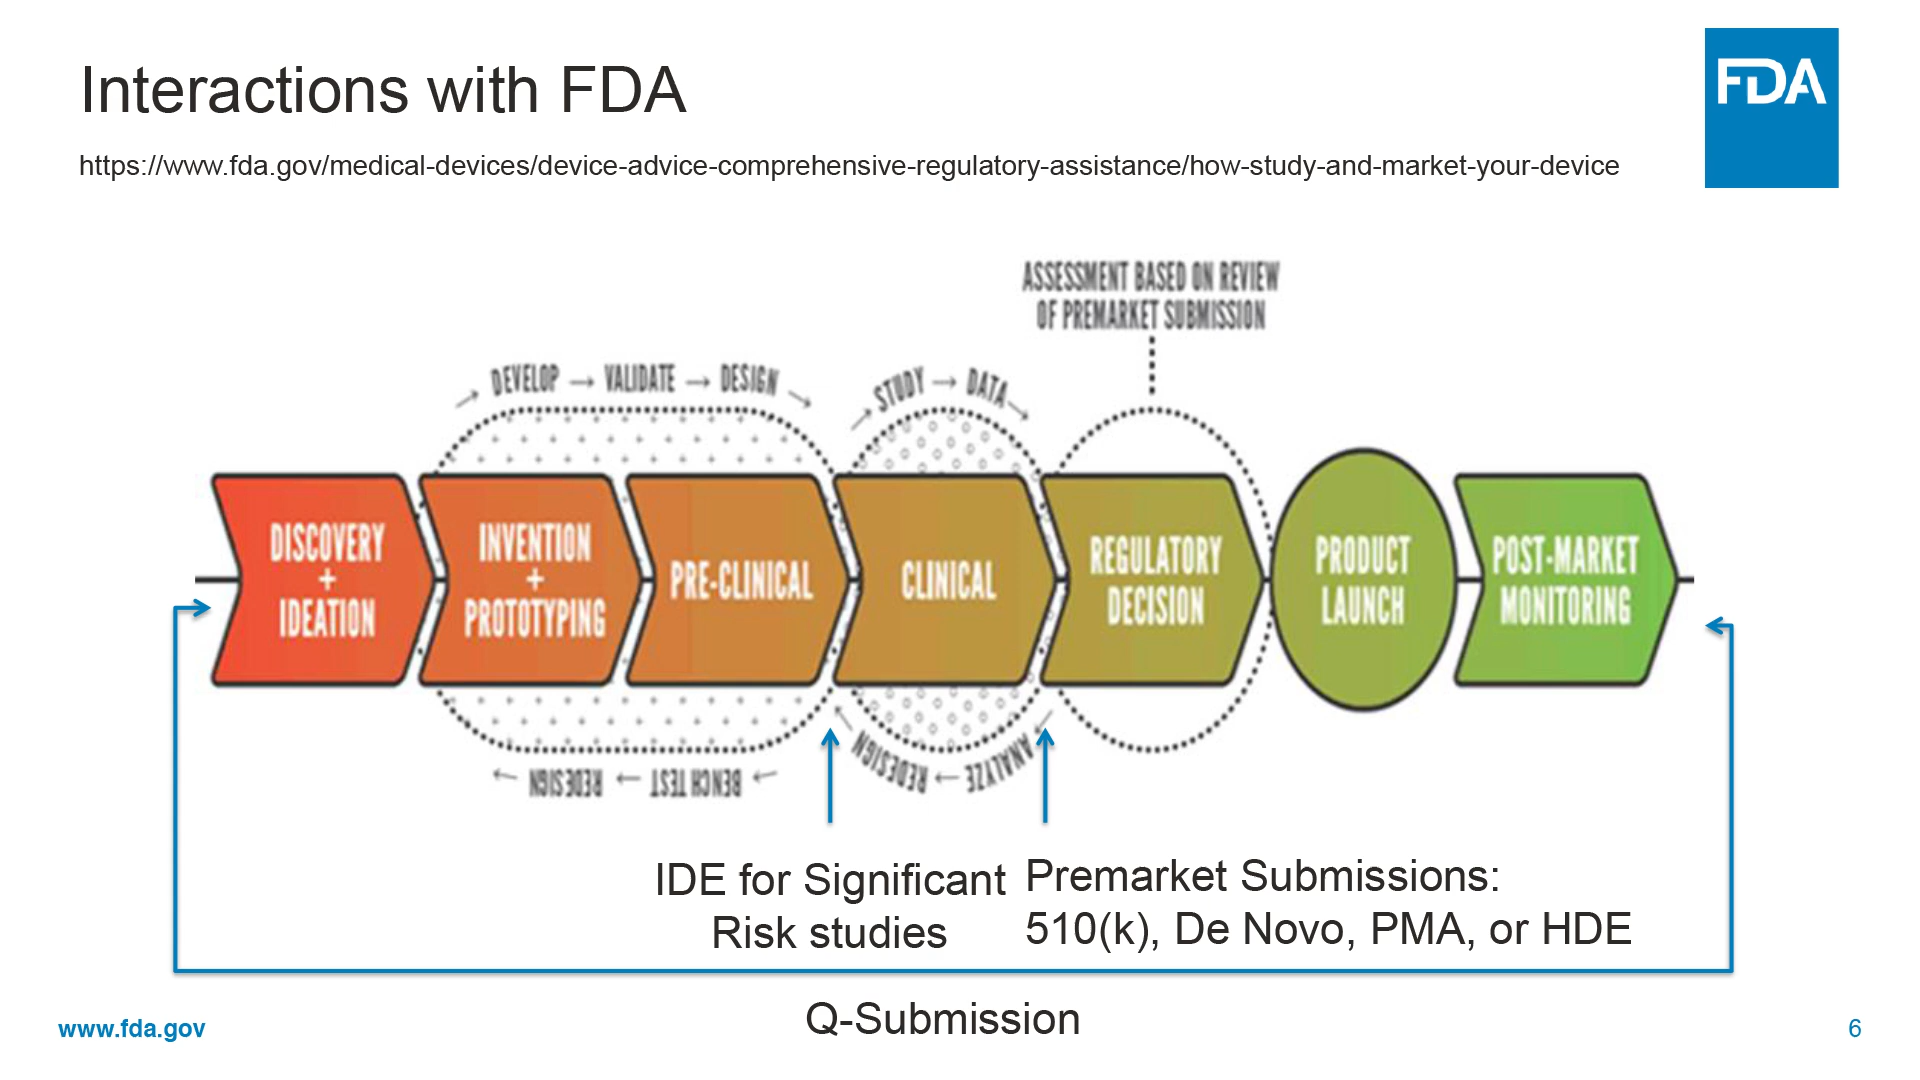 Interactions with FDA
FDA
https://www.fda.gov/medical-devices/device-advice-comprehensive-regulatory-assistance/how-study-and-market-your-device
ASSESSMENT BASED ON REVIEW
OF PREMARKET SUBMISSION
→ DEVELOP → VALIDATE → DESIGN →
→ STUDY → DATA →
DISCOVERY
+
IDEATION
INVENTION
+
PROTOTYPING
PRE-CLINICAL
CLINICAL
REGULATORY
DECISION
PRODUCT
LAUNCH
POST-MARKET
MONITORING
→ BENCH TEST → REDESIGN →
→ ANALYZE → REDESIGN →
IDE for Significant
Risk studies
Premarket Submissions:
510(k), De Novo, PMA, or HDE
Q-Submission
www.fda.gov
6